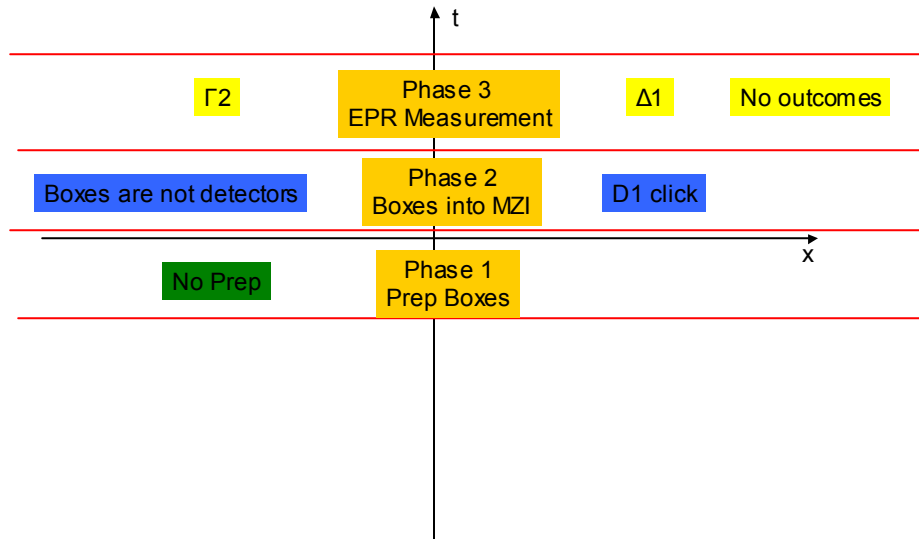 t
Γ2
Phase 3
EPR Measurement
Δ1
No outcomes
Boxes are not detectors
Phase 2
Boxes into MZI
D1 click
x
No Prep
Phase 1
Prep Boxes